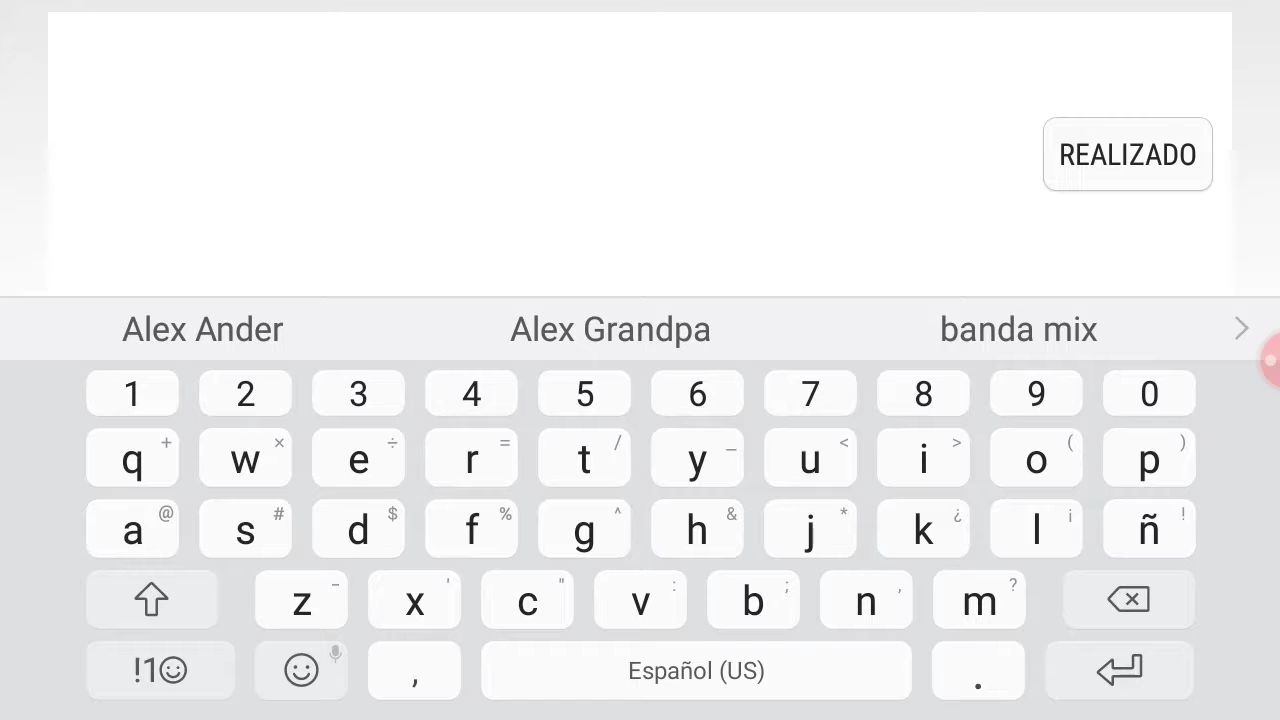 REALIZADO
Alex Ander Alex Grandpa banda mix
1 2 3 4 5 6 7 8 9 0
q + w × e ÷ r = t / y _ u < i > o ( p )
a @ s # d $ f % g ^ h & j * k ¿ l ¡ ñ !
z - x ' c " v : b ; n , m ?
!1☺ ☺ , Español (US) .